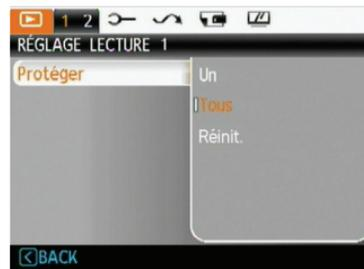 1 2
RÉGLAGE LECTURE 1
Protéger
Un
Tous
Réinit.
BACK